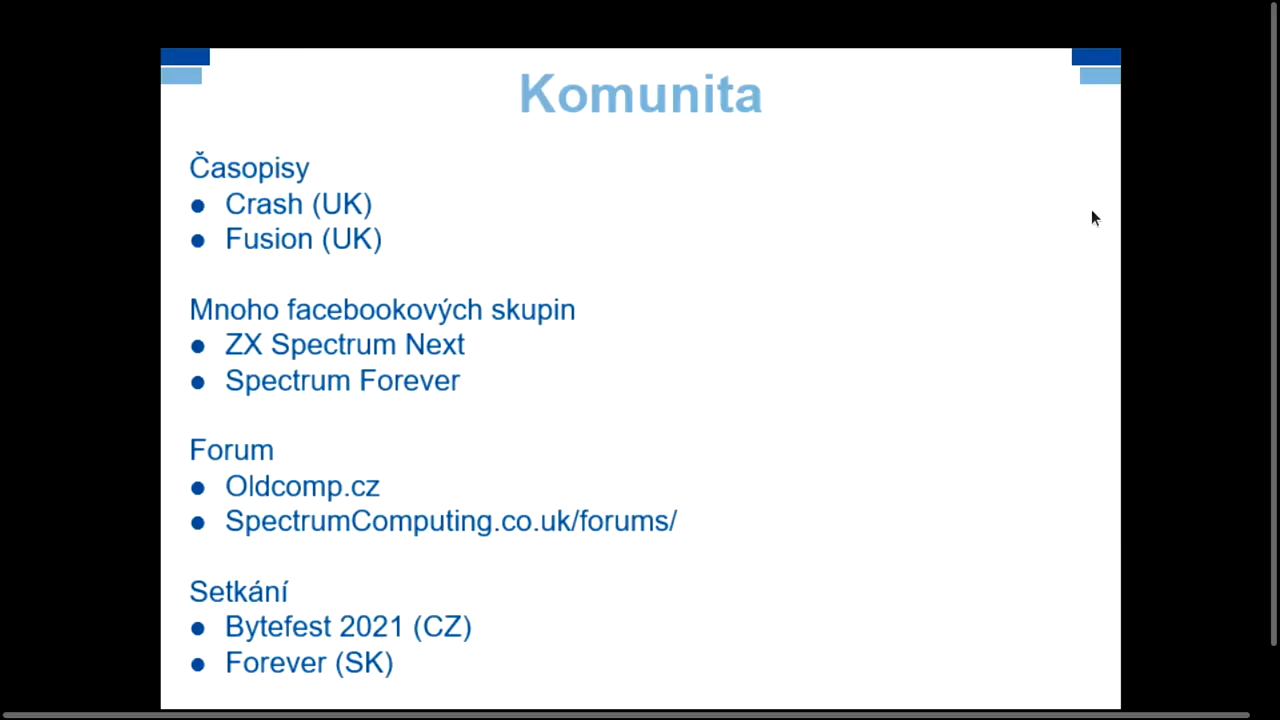 Komunita
Časopisy
● Crash (UK)
● Fusion (UK)
Mnoho facebookových skupin
● ZX Spectrum Next
● Spectrum Forever
Forum
● Oldcomp.cz
● SpectrumComputing.co.uk/forums/
Setkání
● Bytefest 2021 (CZ)
● Forever (SK)